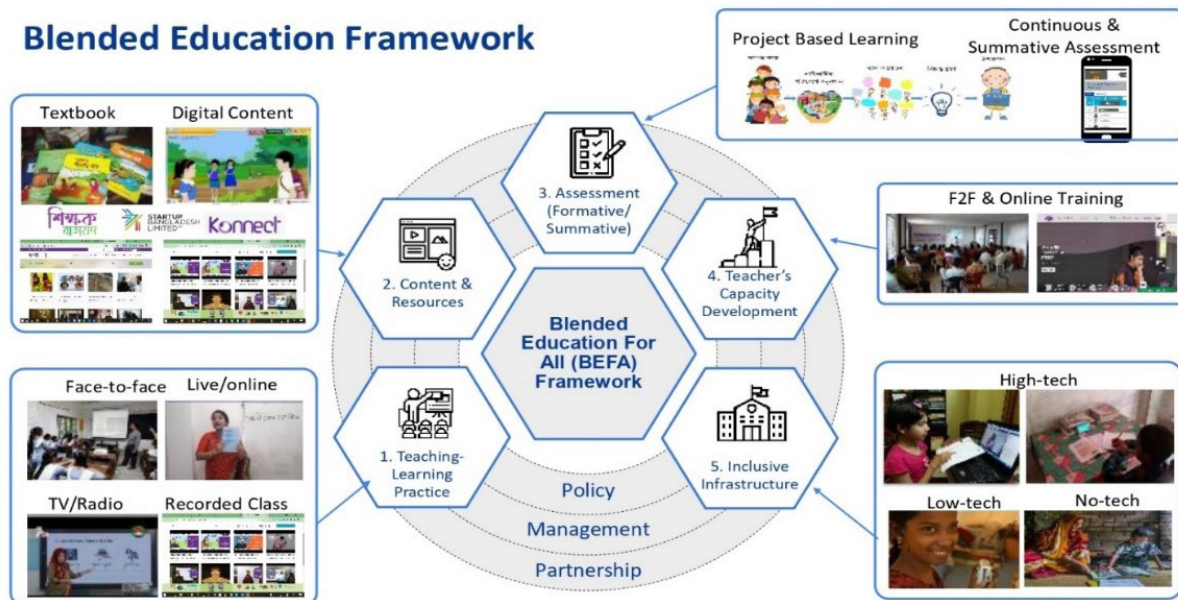 Blended Education Framework
Project Based Learning
Continuous &
Summative Assessment
Textbook
Digital Content
শিক্ষক
বাতায়ন
STARTUP
BANGLADESH
LIMITED
Konnect
3. Assessment
(Formative/
Summative)
F2F & Online Training
2. Content &
Resources
4. Teacher's
Capacity
Development
Blended
Education For
All (BEFA)
Framework
Face-to-face
Live/online
TV/Radio
Recorded Class
1. Teaching-
Learning
Practice
5. Inclusive
Infrastructure
High-tech
Low-tech
No-tech
Policy
Management
Partnership